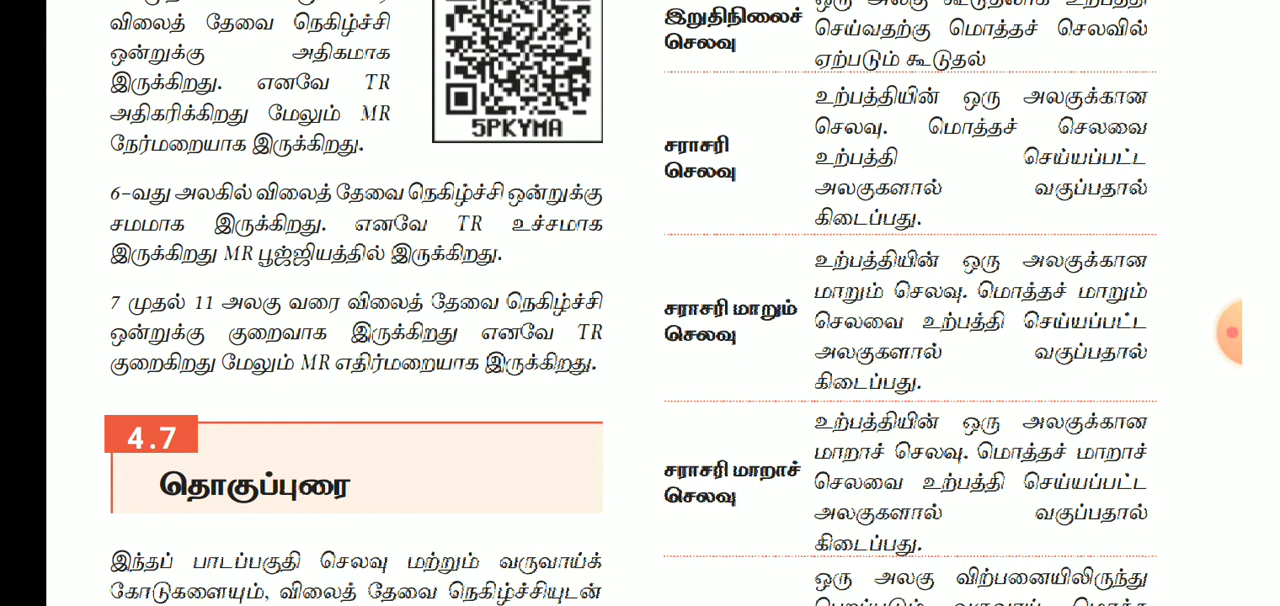 விலைத் தேவை நெகிழ்ச்சி
ஒன்றுக்கு அதிகமாக
இருக்கிறது. எனவே TR
அதிகரிக்கிறது மேலும் MR
நேர்மறையாக இருக்கிறது.
5PKYMA
6-வது அலகில் விலைத் தேவை நெகிழ்ச்சி ஒன்றுக்கு
சமமாக இருக்கிறது. எனவே TR உச்சமாக
இருக்கிறது MR பூஜ்ஜியத்தில் இருக்கிறது.
7 முதல் 11 அலகு வரை விலைத் தேவை நெகிழ்ச்சி
ஒன்றுக்கு குறைவாக இருக்கிறது எனவே TR
குறைகிறது மேலும் MR எதிர்மறையாக இருக்கிறது.
4.7
தொகுப்புரை
இந்தப் பாடப்பகுதி செலவு மற்றும் வருவாய்க்
கோடுகளையும், விலைத் தேவை நெகிழ்ச்சியுடன்
இறுதிநிலைச்
செலவு
ஒரு அலகு கூடுதலாக உற்பத்தி
செய்வதற்கு மொத்தச் செலவில்
ஏற்படும் கூடுதல்
சராசரி
செலவு
உற்பத்தியின் ஒரு அலகுக்கான
செலவு. மொத்தச் செலவை
உற்பத்தி செய்யப்பட்ட
அலகுகளால் வகுப்பதால்
கிடைப்பது.
சராசரி மாறும்
செலவு
உற்பத்தியின் ஒரு அலகுக்கான
மாறும் செலவு. மொத்தச் மாறும்
செலவை உற்பத்தி செய்யப்பட்ட
அலகுகளால் வகுப்பதால்
கிடைப்பது.
சராசரி மாறாச்
செலவு
உற்பத்தியின் ஒரு அலகுக்கான
மாறாச் செலவு. மொத்தச் மாறாச்
செலவை உற்பத்தி செய்யப்பட்ட
அலகுகளால் வகுப்பதால்
கிடைப்பது.
ஒரு அலகு விற்பனையிலிருந்து